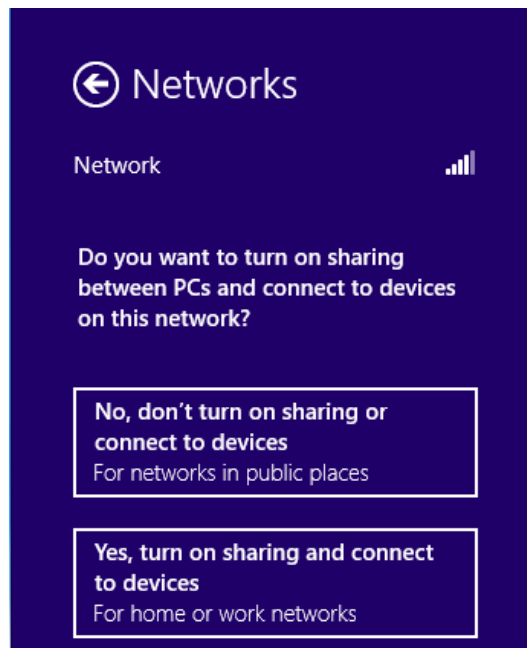 Networks
Network
Do you want to turn on sharing
between PCs and connect to devices
on this network?
No, don't turn on sharing or
connect to devices
For networks in public places
Yes, turn on sharing and connect
to devices
For home or work networks